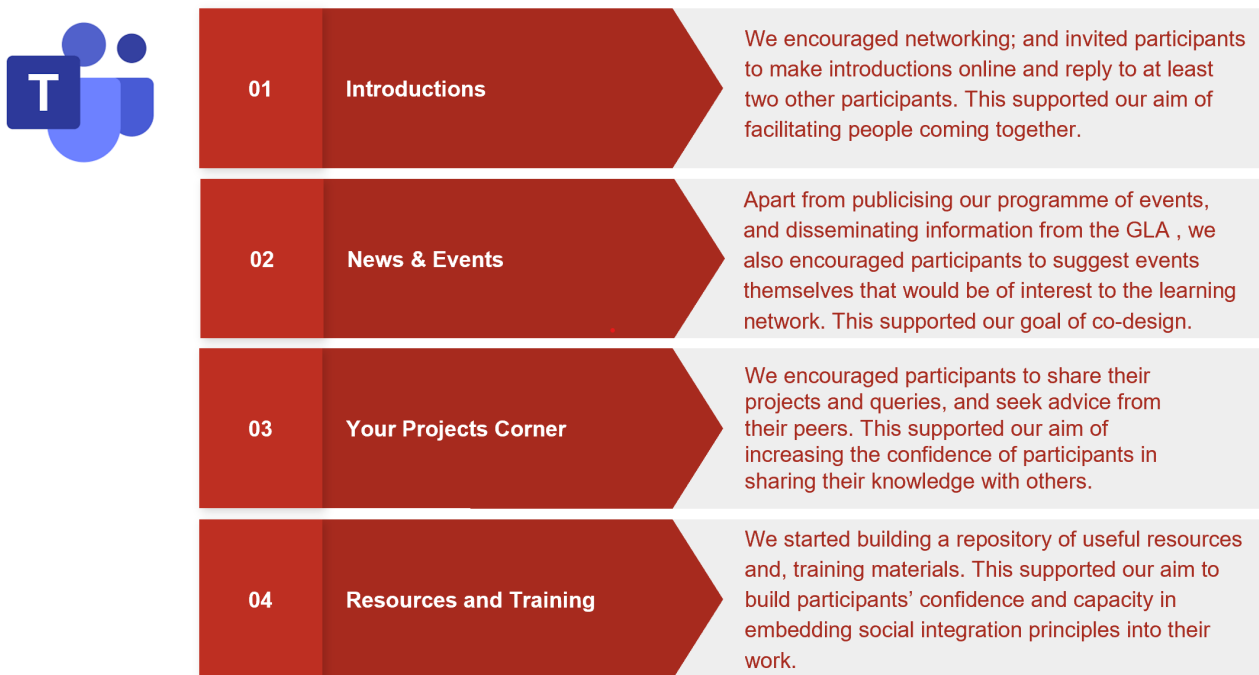 T
01
Introductions
We encouraged networking; and invited participants
to make introductions online and reply to at least
two other participants. This supported our aim of
facilitating people coming together.
02
News & Events
Apart from publicising our programme of events,
and disseminating information from the GLA , we
also encouraged participants to suggest events
themselves that would be of interest to the learning
network. This supported our goal of co-design.
03
Your Projects Corner
We encouraged participants to share their
projects and queries, and seek advice from
their peers. This supported our aim of
increasing the confidence of participants in
sharing their knowledge with others.
04
Resources and Training
We started building a repository of useful resources
and, training materials. This supported our aim to
build participants’ confidence and capacity in
embedding social integration principles into their
work.